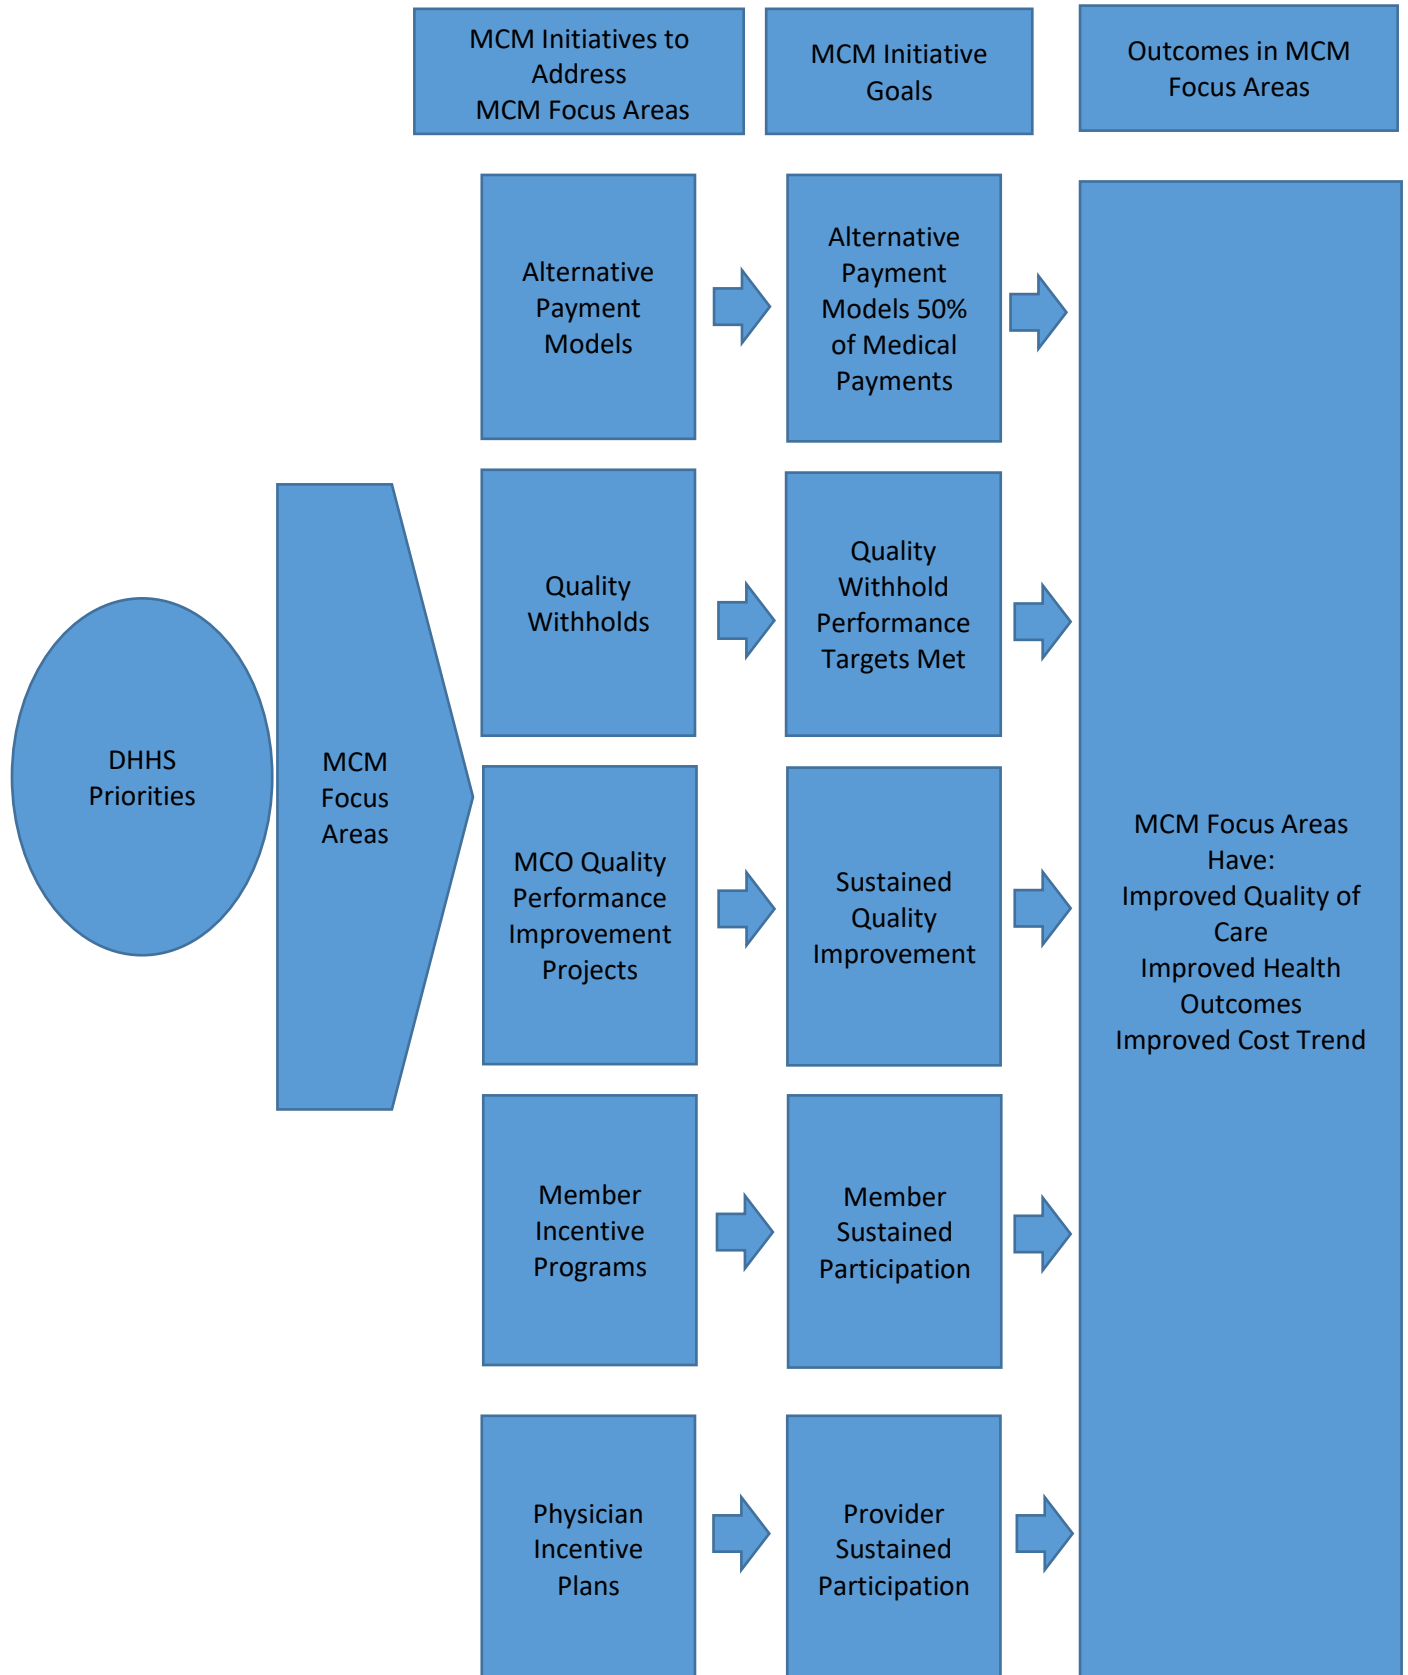 MCM Initiatives to
Address
MCM Focus Areas
MCM Initiative
Goals
Outcomes in MCM
Focus Areas
DHHS
Priorities
MCM
Focus
Areas
Alternative
Payment
Models
Alternative
Payment
Models 50%
of Medical
Payments
Quality
Withholds
Quality
Withhold
Performance
Targets Met
MCO Quality
Performance
Improvement
Projects
Sustained
Quality
Improvement
Member
Incentive
Programs
Member
Sustained
Participation
Physician
Incentive
Plans
Provider
Sustained
Participation
MCM Focus Areas
Have:
Improved Quality of
Care
Improved Health
Outcomes
Improved Cost Trend